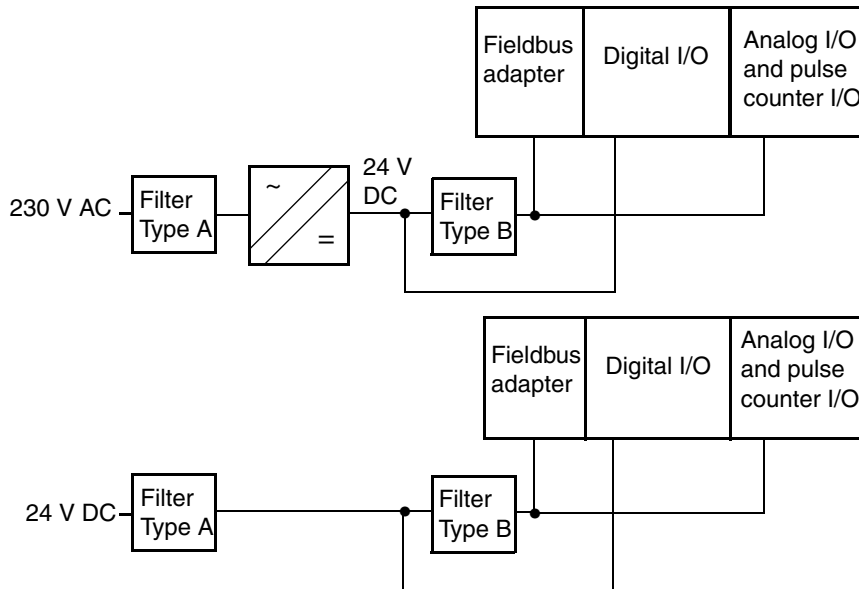 Fieldbus
adapter
Digital I/O
Analog I/O
and pulse
counter I/O
230 V AC
Filter
Type A
~
=
24 V
DC
Filter
Type B
Fieldbus
adapter
Digital I/O
Analog I/O
and pulse
counter I/O
24 V DC
Filter
Type A
Filter
Type B